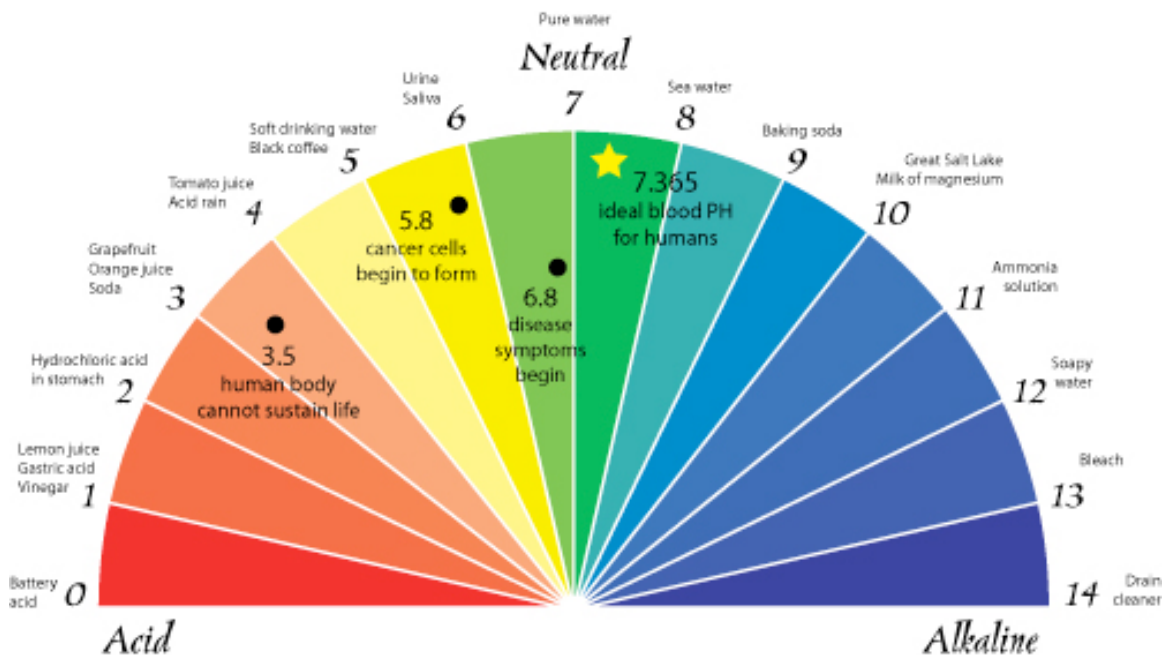 Pure water
Neutral
7
Urine
Saliva
6
Sea water
8
Soft drinking water
Black coffee
5
Baking soda
9
Tomato juice
Acid rain
4
Great Salt Lake
Milk of magnesium
10
Grapefruit
Orange juice
Soda
3
Ammonia
solution
11
Hydrochloric acid
in stomach
2
Soapy
water
12
Lemon juice
Gastric acid
Vinegar
1
Bleach
13
Battery
acid
0
Drain
cleaner
14
7.365
ideal blood PH
for humans
5.8
cancer cells
begin to form
6.8
disease
symptoms
begin
3.5
human body
cannot sustain life
Acid
Alkaline